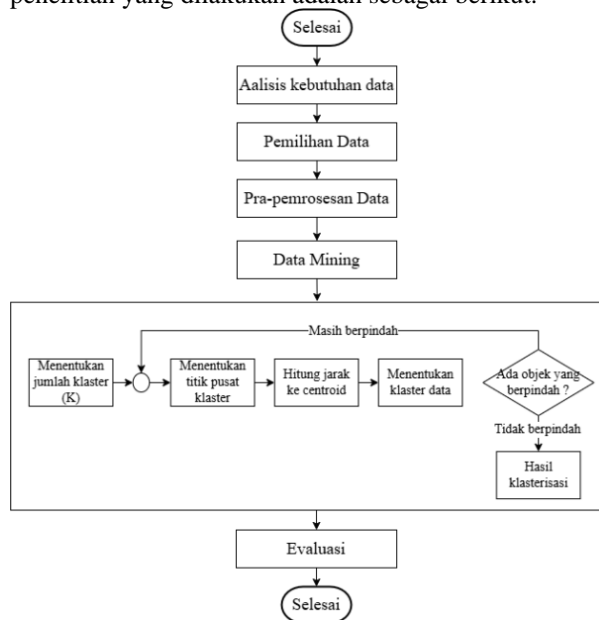 penelitian yang dilakukan adalah sebagai berikut:
Selesai
Aalisis kebutuhan data
Pemilihan Data
Pra-pemrosesan Data
Data Mining
Masih berpindah
Menentukan
jumlah klaster
(K)
Menentukan
titik pusat
klaster
Hitung jarak
ke centroid
Menentukan
klaster data
Ada objek yang
berpindah ?
Tidak berpindah
Hasil
klasterisasi
Evaluasi
Selesai